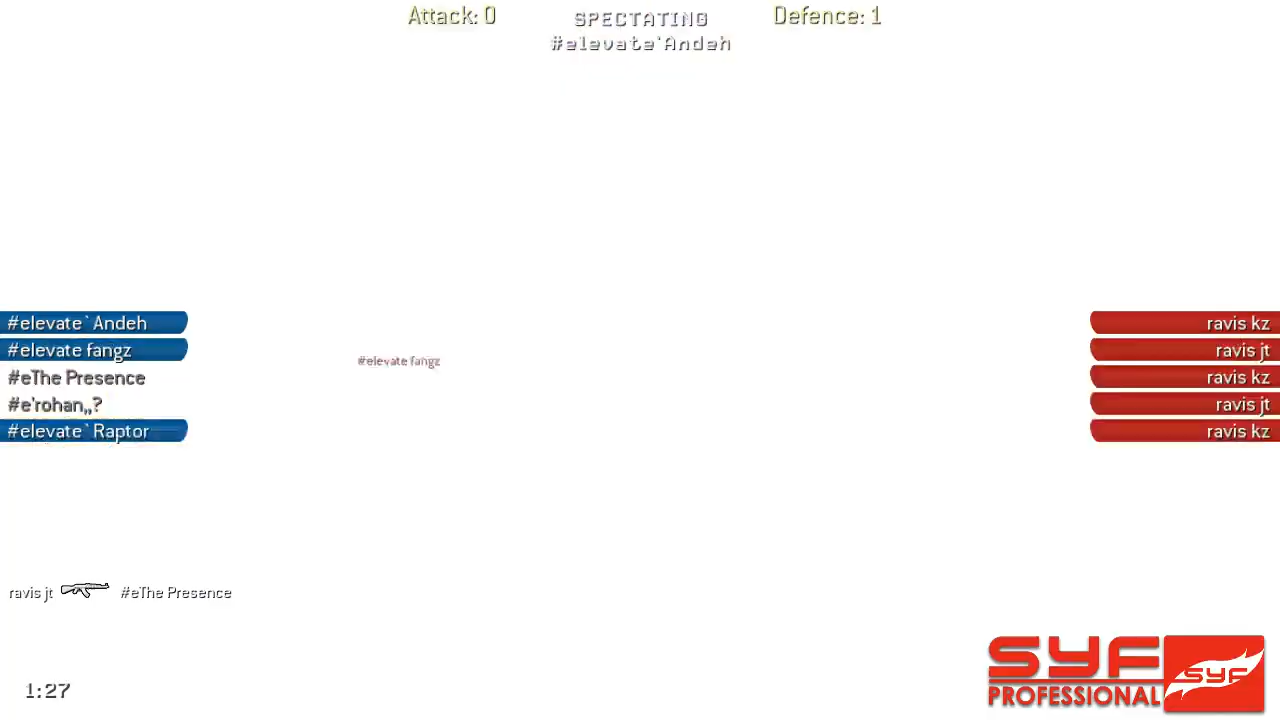 Attack: 0
SPECTATING
Defence: 1
#elevate`Andeh
#elevate`Andeh
#elevate fangz
#eThe Presence
#e'rohan,,?
#elevate`Raptor
#elevate fangz
ravis kz
ravis jt
ravis kz
ravis jt
ravis kz
ravis jt #eThe Presence
1:27
SYF
PROFESSIONAL
SYF